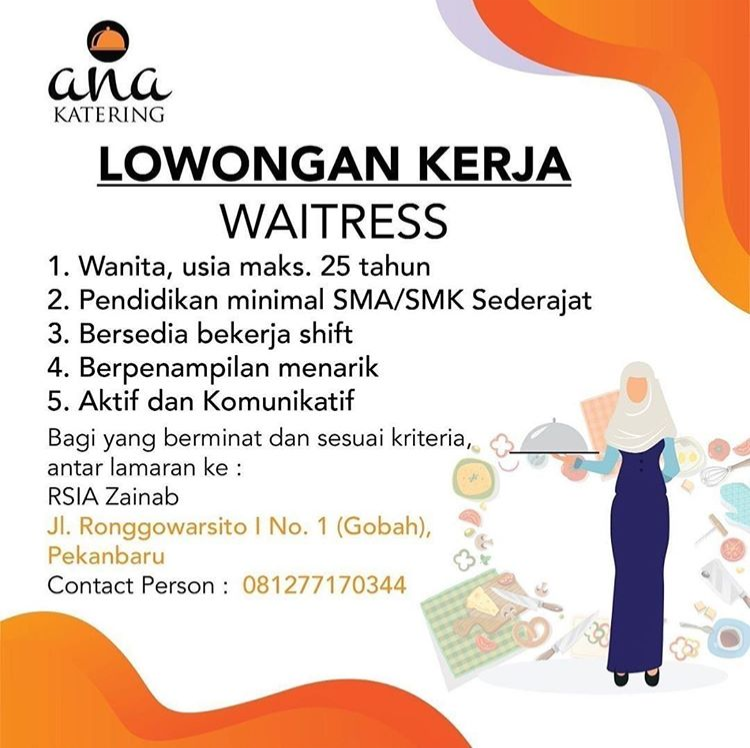 ana
KATERING
LOWONGAN KERJA
WAITRESS
1. Wanita, usia maks. 25 tahun
2. Pendidikan minimal SMA/SMK Sederajat
3. Bersedia bekerja shift
4. Berpenampilan menarik
5. Aktif dan Komunikatif
Bagi yang berminat dan sesuai kriteria,
antar lamaran ke :
RSIA Zainab
Jl. Ronggowarsito I No. 1 (Gobah),
Pekanbaru
Contact Person : 081277170344